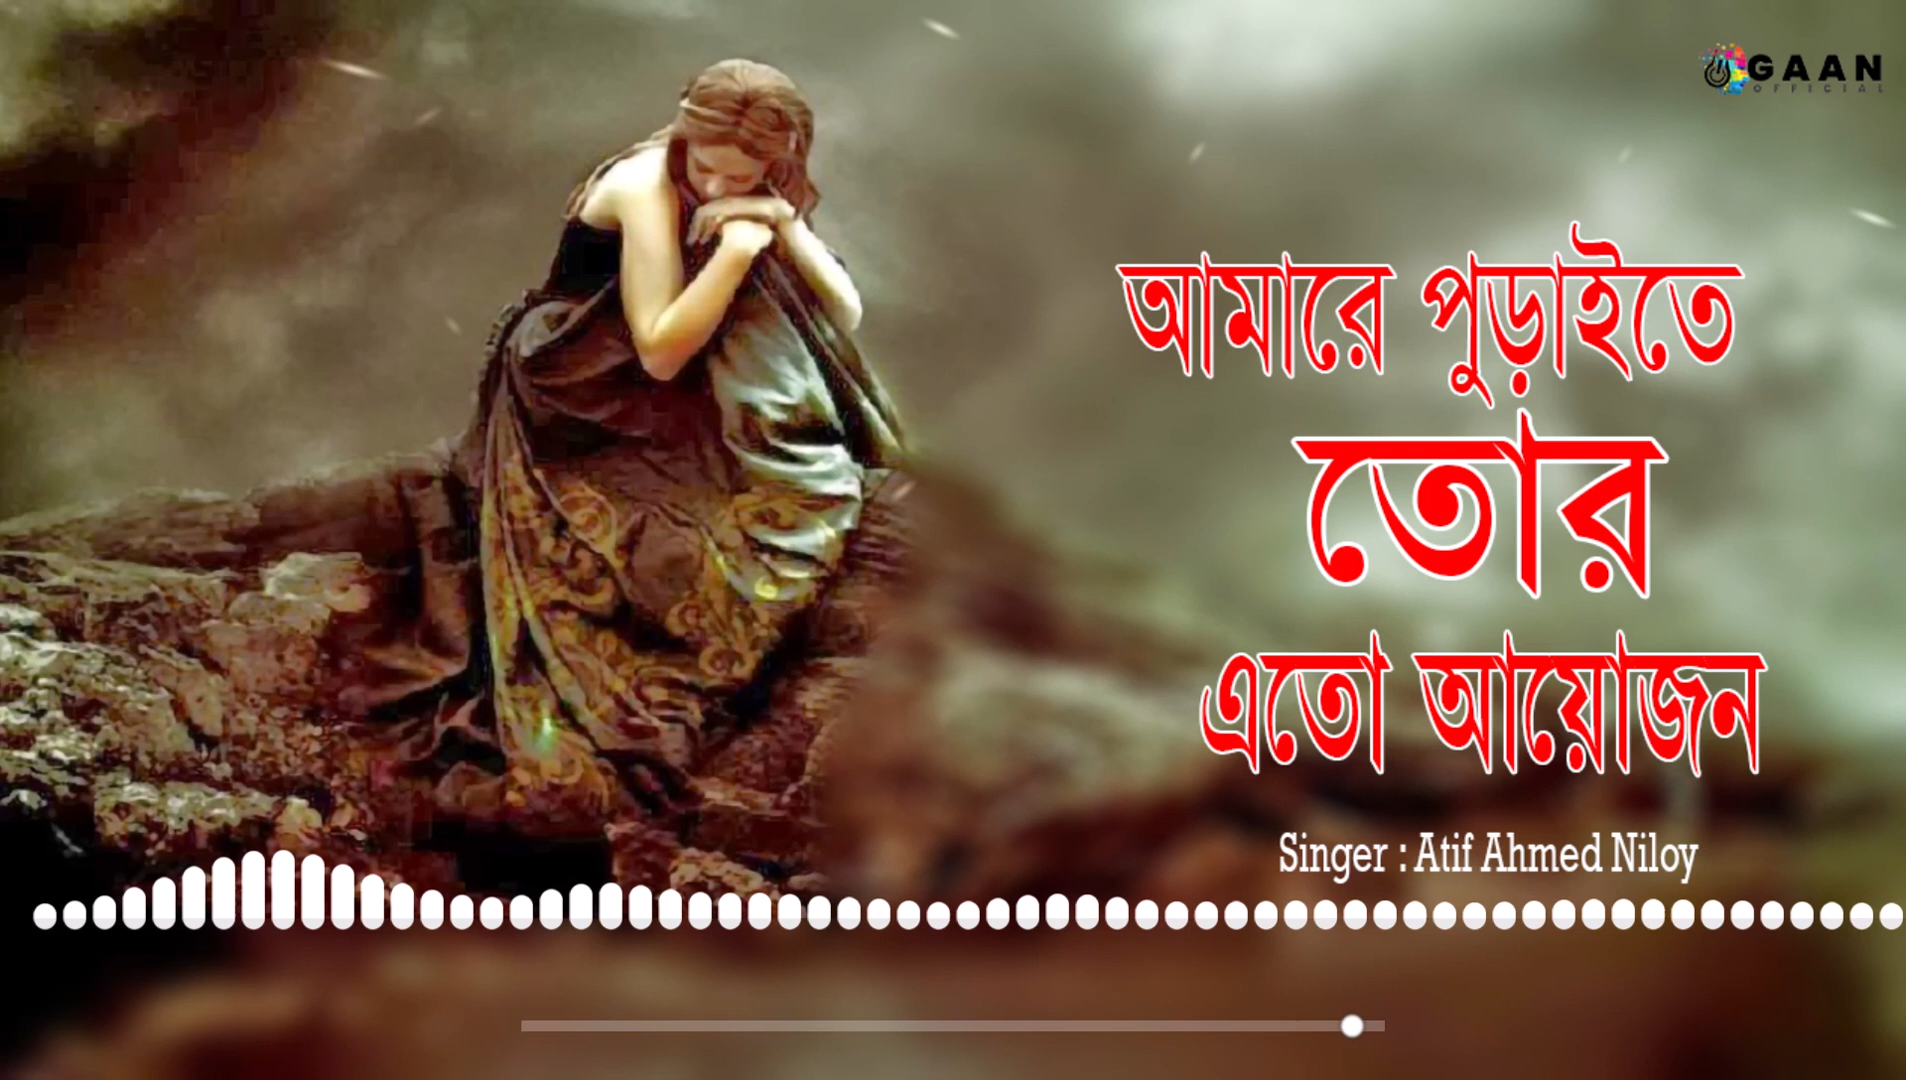 GAAN
OFFICIAL
আমারে পুড়াইতে
তোর
এতো আয়োজন
Singer : Atif Ahmed Niloy